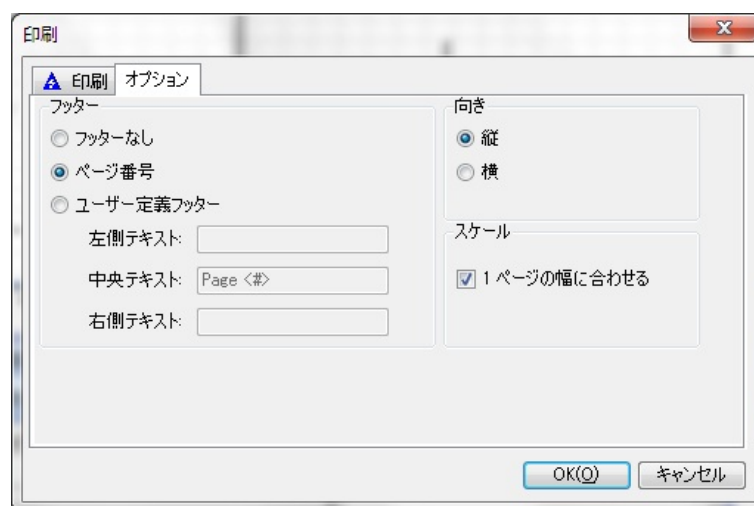 印刷
印刷 オプション
フッター
フッターなし
ページ番号
ユーザー定義フッター
左側テキスト:
中央テキスト: Page <#>
右側テキスト:
向き
縦
横
スケール
1 ページの幅に合わせる
OK(O) キャンセル